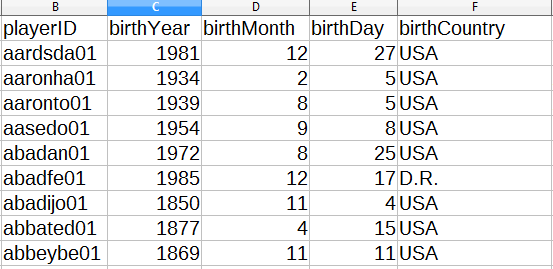 B C D E F
playerID birthYear birthMonth birthDay birthCountry
aardsda01 1981 12 27 USA
aaronha01 1934 2 5 USA
aaronto01 1939 8 5 USA
aasedo01 1954 9 8 USA
abadan01 1972 8 25 USA
abadfe01 1985 12 17 D.R.
abadijo01 1850 11 4 USA
abbated01 1877 4 15 USA
abbeybe01 1869 11 11 USA